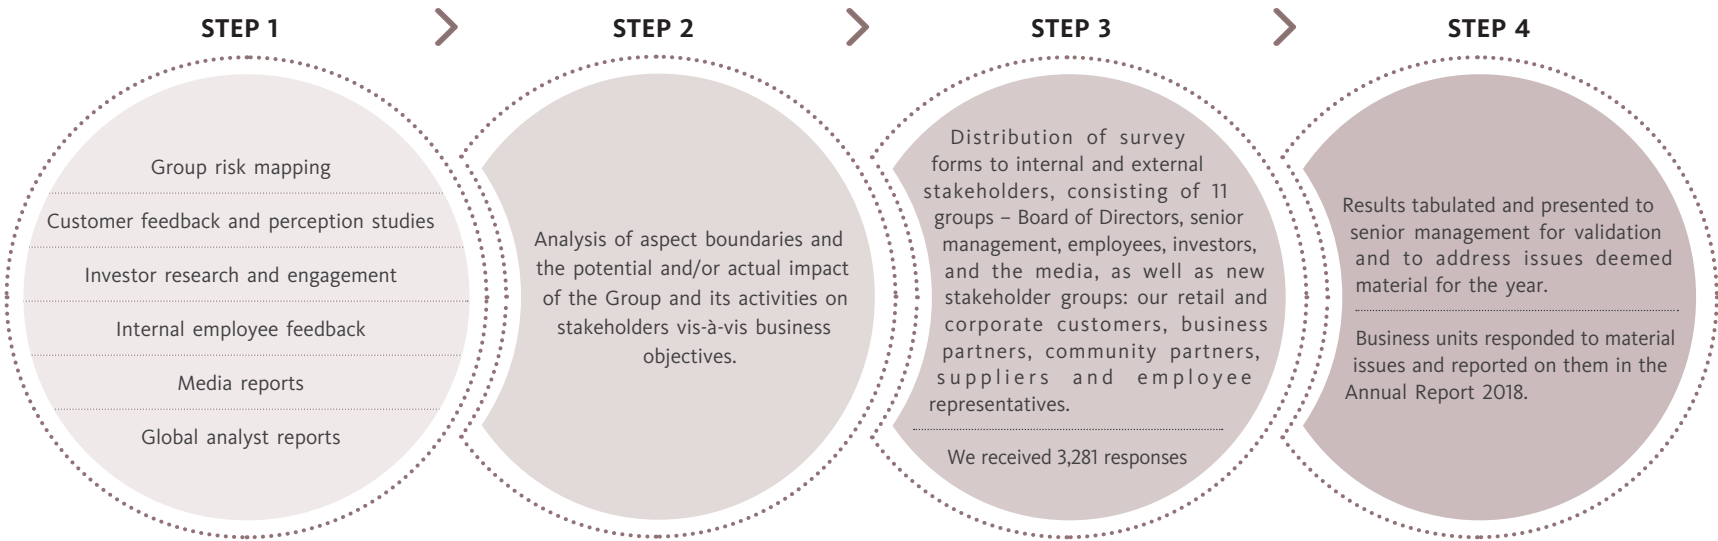 STEP 1
Group risk mapping
Customer feedback and perception studies
Investor research and engagement
Internal employee feedback
Media reports
Global analyst reports
STEP 2
Analysis of aspect boundaries and
the potential and/or actual impact
of the Group and its activities on
stakeholders vis-à-vis business
objectives.
STEP 3
Distribution of survey
forms to internal and external
stakeholders, consisting of 11
groups – Board of Directors, senior
management, employees, investors,
and the media, as well as new
stakeholder groups: our retail and
corporate customers, business
partners, community partners,
suppliers and employee
representatives.
We received 3,281 responses
STEP 4
Results tabulated and presented to
senior management for validation
and to address issues deemed
material for the year.
Business units responded to material
issues and reported on them in the
Annual Report 2018.